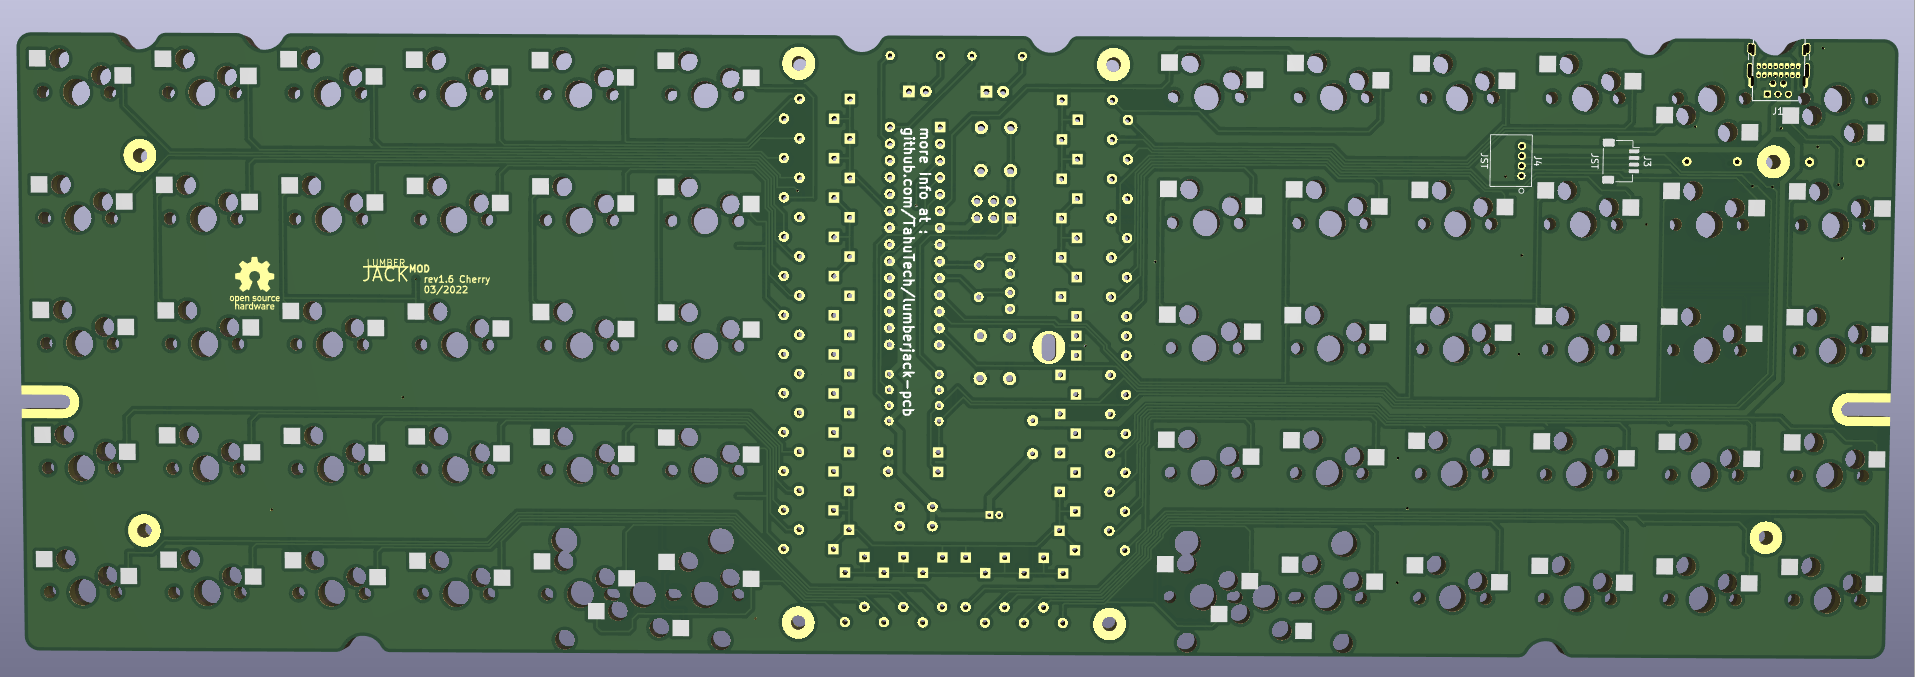 J1
JST
J4
JST
J3
more info at :
github.com/TahuTech/lumberjack-pcb
LUMBER
JACK MOD
rev1.6 Cherry
03/2022
open source
hardware